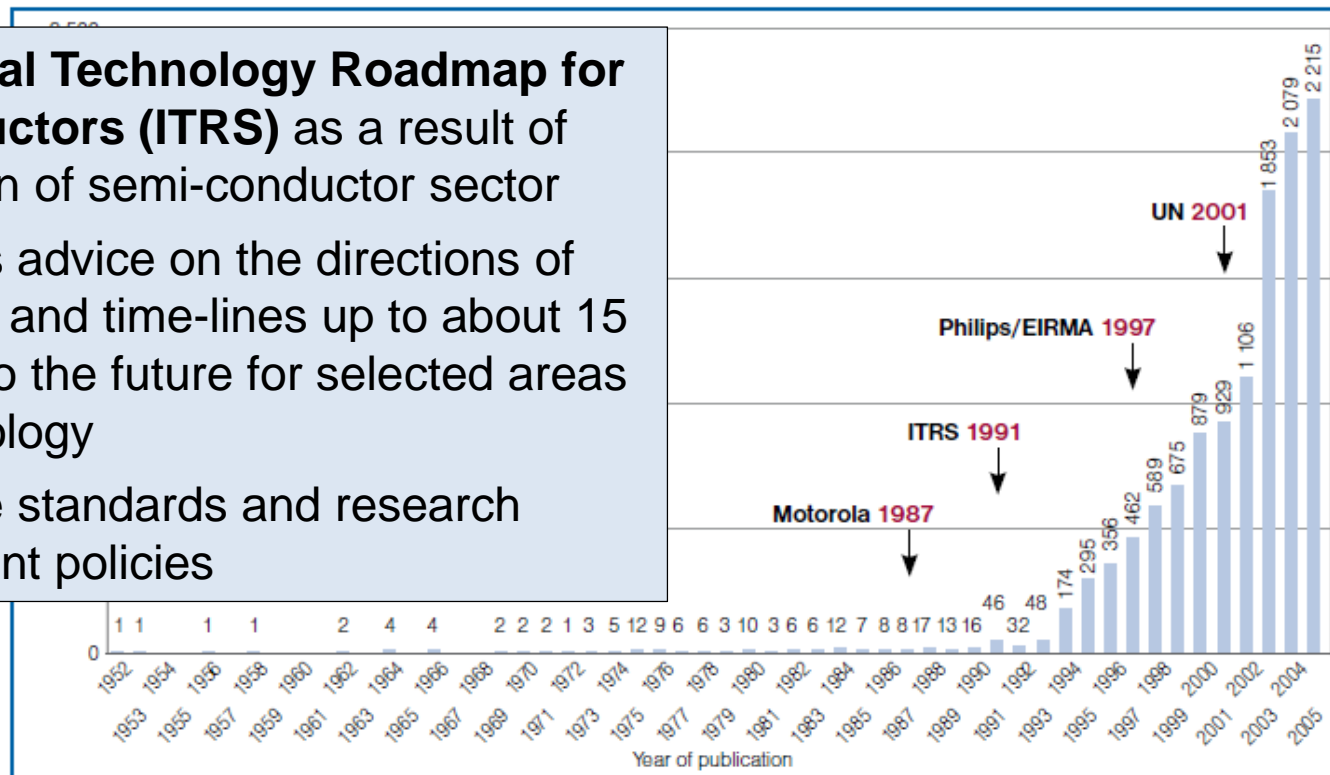 al Technology Roadmap for
uctors (ITRS) as a result of
n of semi-conductor sector
s advice on the directions of
and time-lines up to about 15
o the future for selected areas
ology
e standards and research
nt policies
UN 2001
Philips/EIRMA 1997
ITRS 1991
Motorola 1987
1 1 1 1 2 4 4 2 2 2 1 3 5 12 9 6 6 3 10 3 6 6 12 7 8 8 17 13 16 46 32 48 174 295 356 462 589 675 879 929 1 106 1 853 2 079 2 215
0
1952 1954 1956 1958 1960 1962 1964 1966 1968 1970 1972 1974 1976 1978 1980 1982 1984 1986 1988 1990 1992 1994 1996 1998 2000 2002 2004
1953 1955 1957 1959 1961 1963 1965 1967 1969 1971 1973 1975 1977 1979 1981 1983 1985 1987 1989 1991 1993 1995 1997 1999 2001 2003 2005
Year of publication